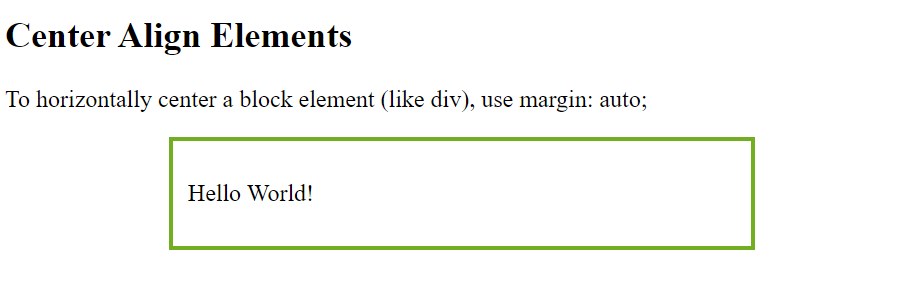 Center Align Elements
To horizontally center a block element (like div), use margin: auto;
Hello World!